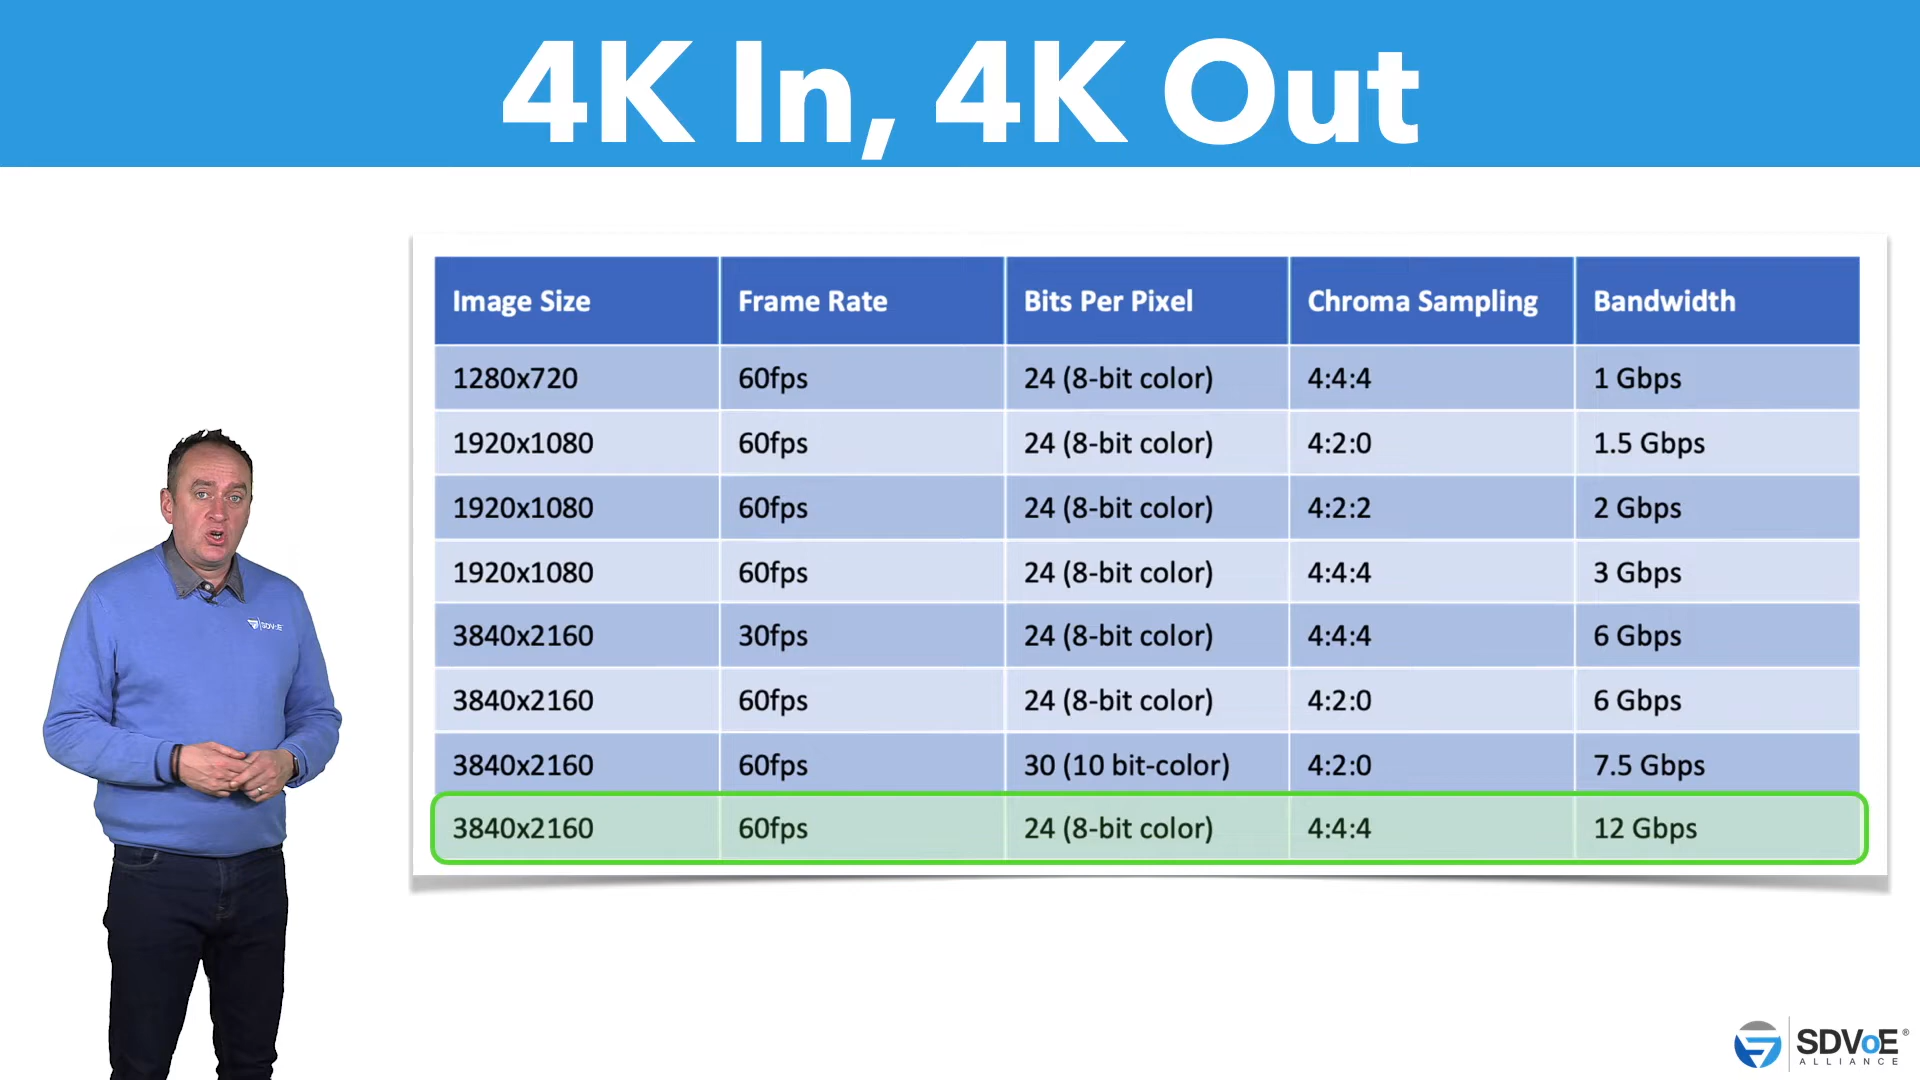 4K In, 4K Out
Image Size Frame Rate Bits Per Pixel Chroma Sampling Bandwidth
1280x720 60fps 24 (8-bit color) 4:4:4 1 Gbps
1920x1080 60fps 24 (8-bit color) 4:2:0 1.5 Gbps
1920x1080 60fps 24 (8-bit color) 4:2:2 2 Gbps
1920x1080 60fps 24 (8-bit color) 4:4:4 3 Gbps
3840x2160 30fps 24 (8-bit color) 4:4:4 6 Gbps
3840x2160 60fps 24 (8-bit color) 4:2:0 6 Gbps
3840x2160 60fps 30 (10 bit-color) 4:2:0 7.5 Gbps
3840x2160 60fps 24 (8-bit color) 4:4:4 12 Gbps
SDVoE
SDVoE®
ALLIANCE